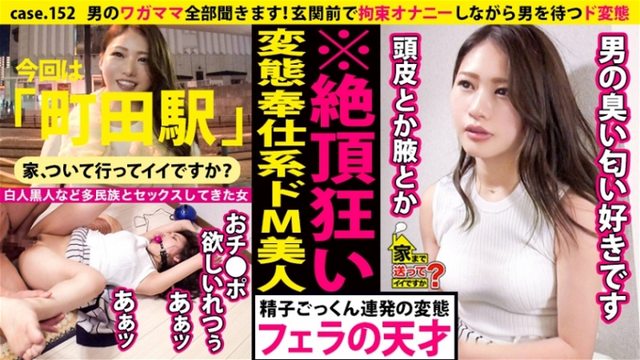 case.152 男のワガママ全部聞きます!玄関前で拘束オナニーしながら男を待つド変態
今回は
「町田駅」
家、ついて行ってイイですか?
白人黒人など多民族とセックスしてきた女
おチ●ポ
欲しいれつぅ
あぁッ
あぁッ
※絶頂狂い
変態奉仕系ドM美人
精子ごっくん連発の変態
フェラの天才
男の臭い匂い好きです
頭皮とか腋とか
家まで
送って
イイですか
?